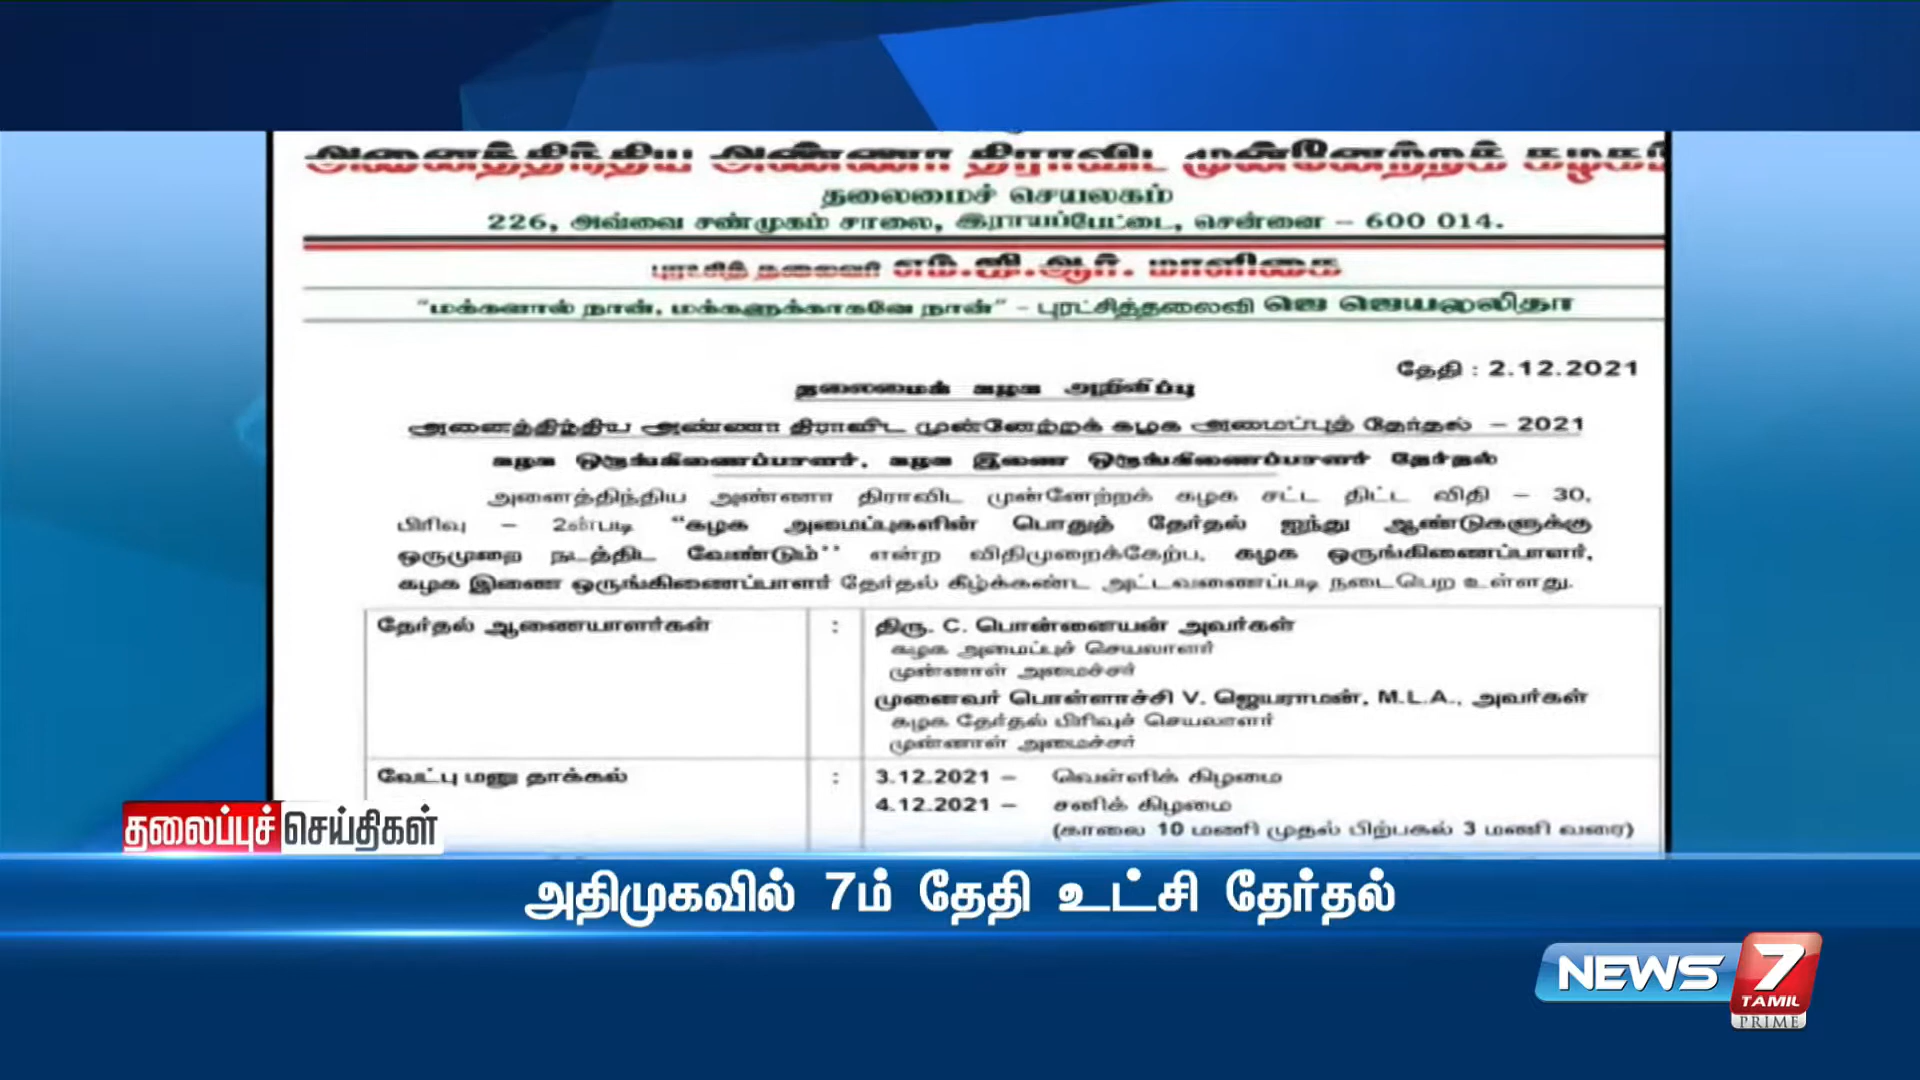 அனைத்திந்திய அண்ணா திராவிட முன்னேற்றக் கழகம்
தலைமைச் செயலகம்
226, அவ்வை சண்முகம் சாலை, இராயப்பேட்டை, சென்னை – 600 014.
புரட்சித் தலைவர் எம்.ஜி.ஆர். மாளிகை
“மக்களால் நான், மக்களுக்காகவே நான்” – புரட்சித்தலைவி ஜெ ஜெயலலிதா
தேதி : 2.12.2021
தலைமைக் கழக அறிவிப்பு
அனைத்திந்திய அண்ணா திராவிட முன்னேற்றக் கழக அமைப்புத் தேர்தல் – 2021
கழக ஒருங்கிணைப்பாளர், கழக இணை ஒருங்கிணைப்பாளர் தேர்தல்
அனைத்திந்திய அண்ணா திராவிட முன்னேற்றக் கழக சட்ட திட்ட விதி – 30,
பிரிவு – 2ன்படி “கழக அமைப்புகளின் பொதுத் தேர்தல் ஐந்து ஆண்டுகளுக்கு
ஒருமுறை நடத்திட வேண்டும்” என்ற விதிமுறைக்கேற்ப, கழக ஒருங்கிணைப்பாளர்,
கழக இணை ஒருங்கிணைப்பாளர் தேர்தல் கீழ்க்கண்ட அட்டவணைப்படி நடைபெற உள்ளது.
தேர்தல் ஆணையாளர்கள் : திரு. C. பொன்னையன் அவர்கள்
கழக அமைப்புச் செயலாளர்
முன்னாள் அமைச்சர்
முனைவர் பொள்ளாச்சி V. ஜெயராமன், M.L.A., அவர்கள்
கழக தேர்தல் பிரிவுச் செயலாளர்
முன்னாள் அமைச்சர்
வேட்பு மனு தாக்கல் : 3.12.2021 – வெள்ளிக் கிழமை
4.12.2021 – சனிக் கிழமை
(காலை 10 மணி முதல் பிற்பகல் 3 மணி வரை)
தலைப்புச் செய்திகள்
அதிமுகவில் 7ம் தேதி உட்சி தேர்தல்
NEWS 7
TAMIL
PRIME